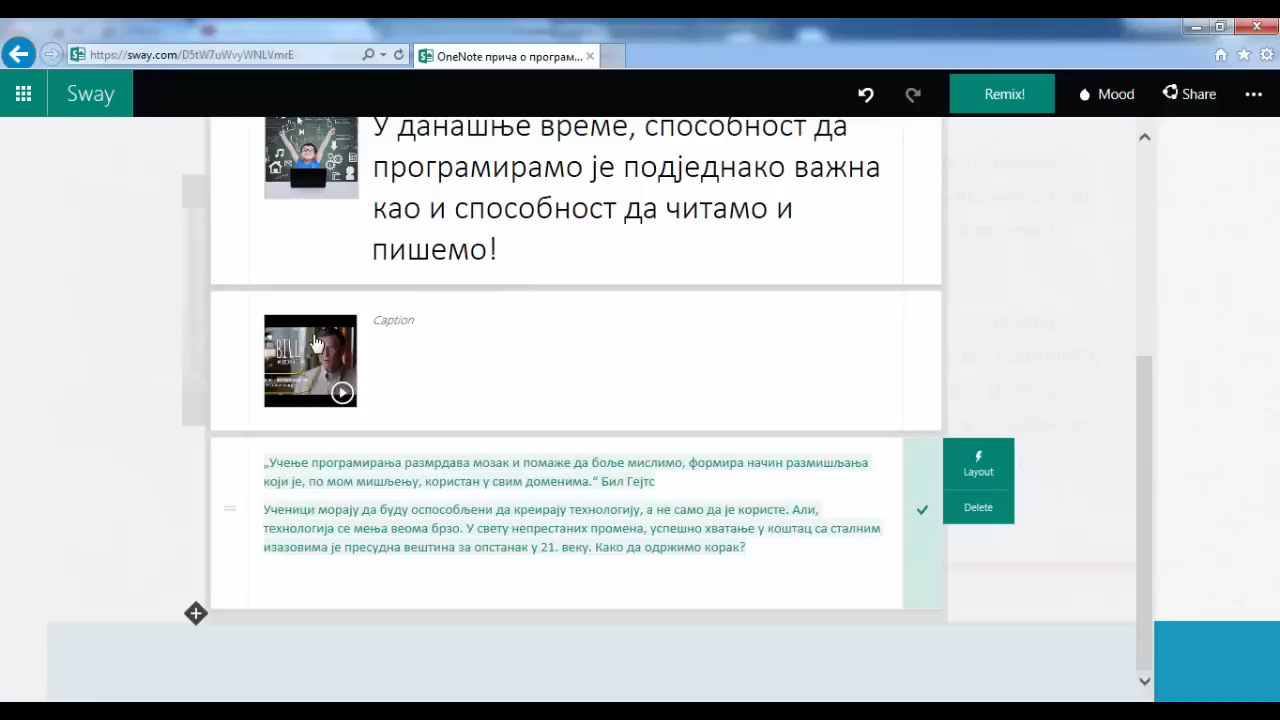 https://sway.com/D5tW7uWvyWNLVmrE
OneNote прича о програм...
Sway
Remix!
Mood
Share
У данашње време, способност да
програмирамо је подједнако важна
као и способност да читамо и
пишемо!
Caption
BILL
„Учење програмирања размрдава мозак и помаже да боље мислимо, формира начин размишљања
који је, по мом мишљењу, користан у свим доменима.“ Бил Гејтс
Ученици морају да буду оспособљени да креирају технологију, а не само да је користе. Али,
технологија се мења веома брзо. У свету непрестаних промена, успешно хватање у коштац са сталним
изазовима је пресудна вештина за опстанак у 21. веку. Како да одржимо корак?
Layout
Delete